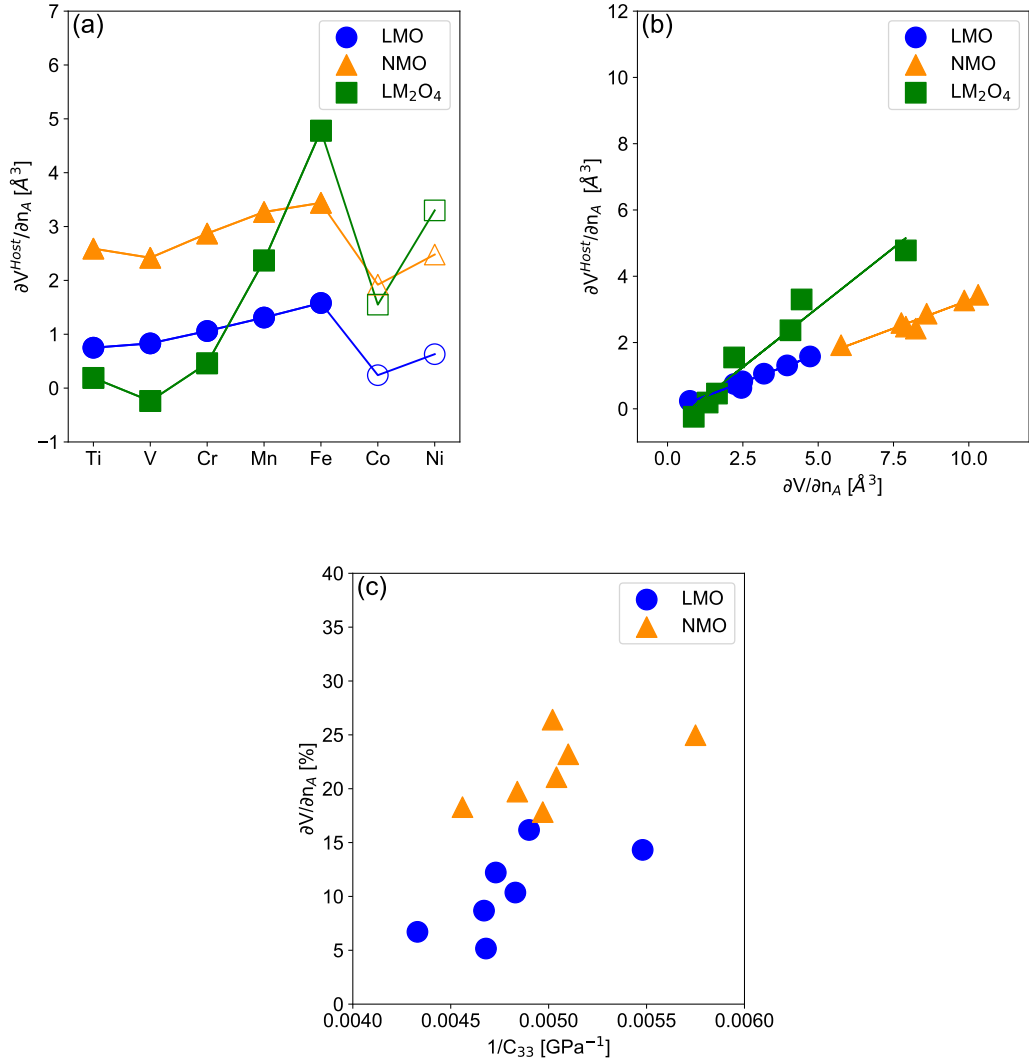 (a)
7
6
5
4
3
2
1
0
−1
∂V^Host/∂n_A [Å^3]
LMO
NMO
LM₂O₄
Ti V Cr Mn Fe Co Ni
(b)
12
10
8
6
4
2
0
∂V^Host/∂n_A [Å^3]
LMO
NMO
LM₂O₄
0.0 2.5 5.0 7.5 10.0
∂V/∂n_A [Å^3]
(c)
40
35
30
25
20
15
10
5
0
∂V/∂n_A [%]
LMO
NMO
0.0040 0.0045 0.0050 0.0055 0.0060
1/C₃₃ [GPa⁻¹]